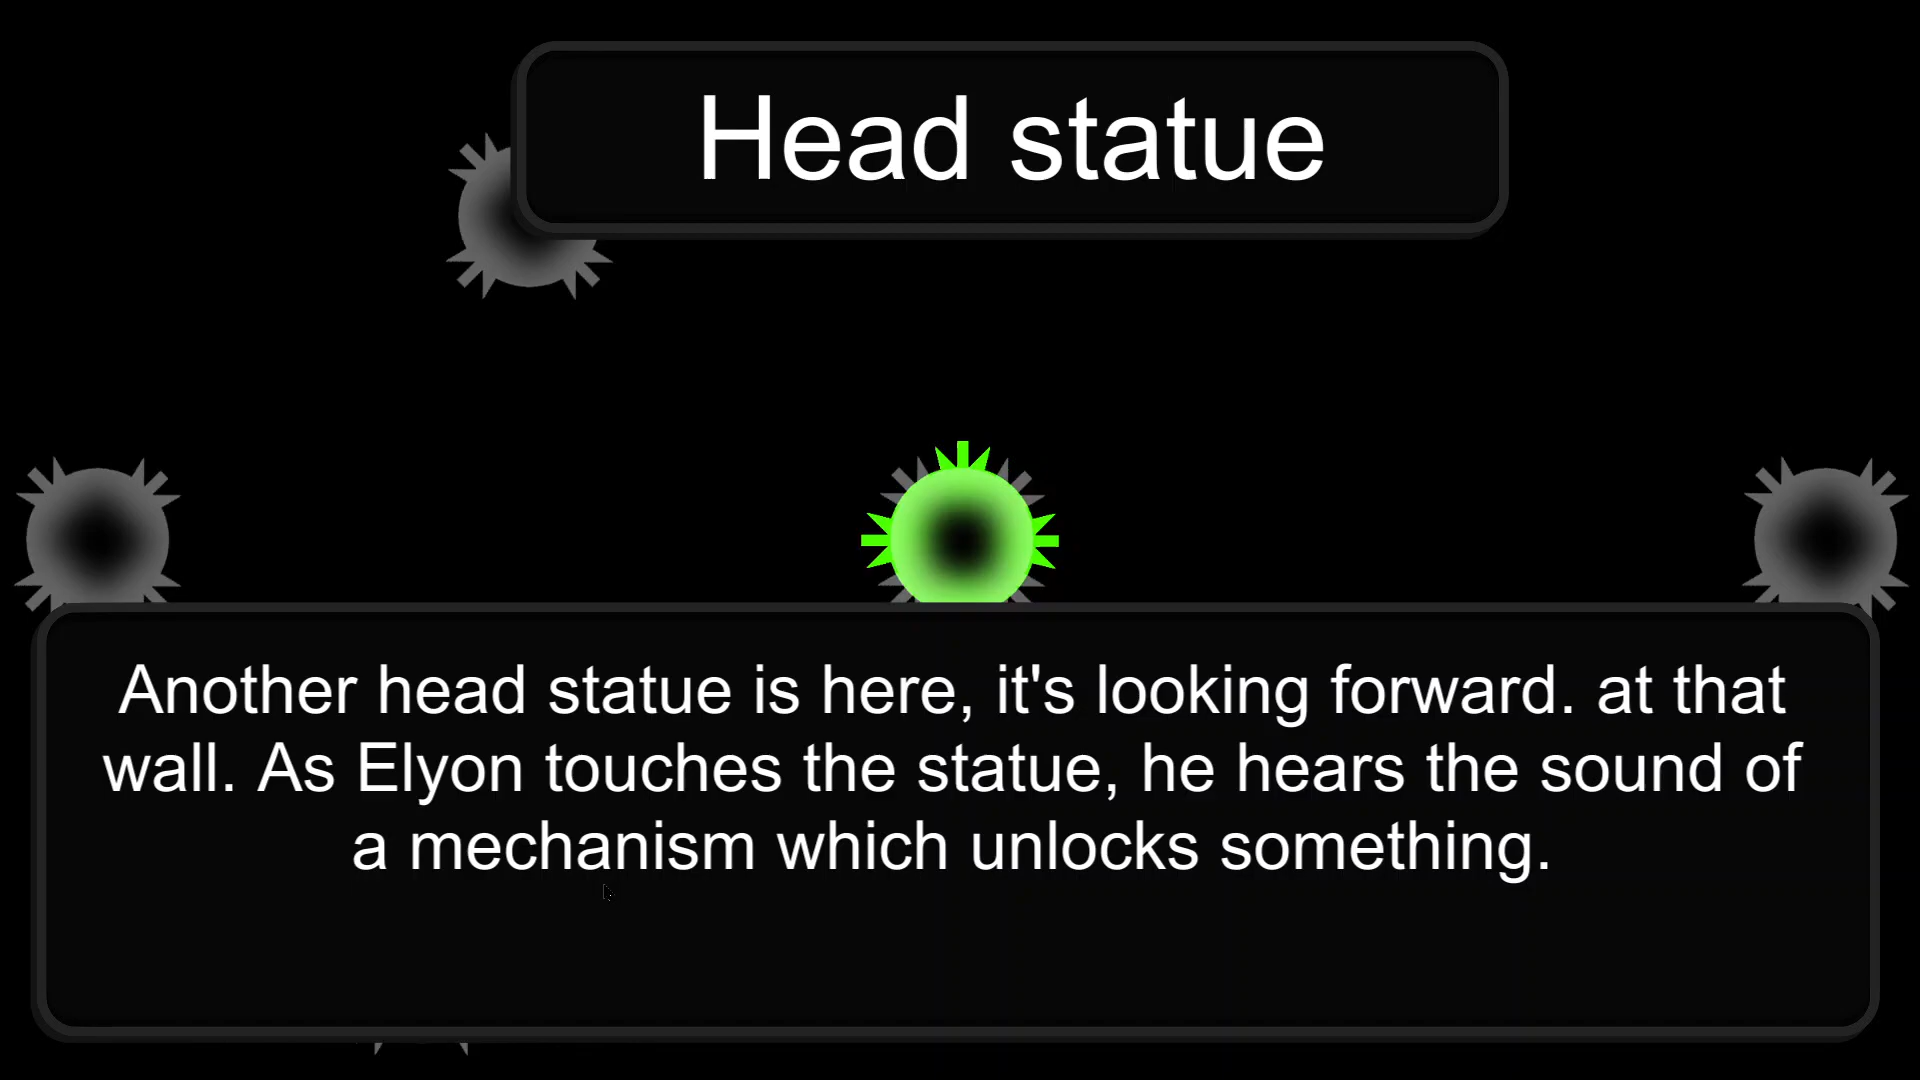 Head statue
Another head statue is here, it's looking forward. at that
wall. As Elyon touches the statue, he hears the sound of
a mechanism which unlocks something.